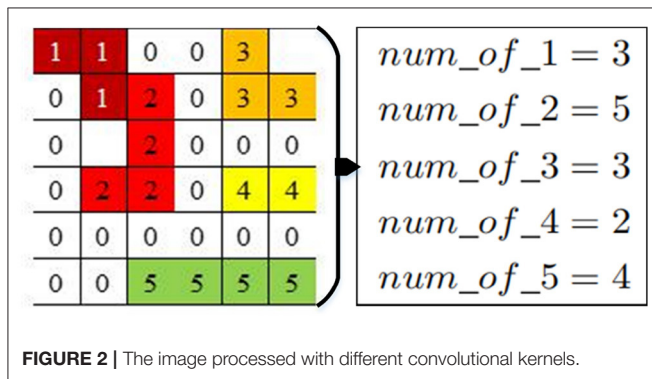 1 1 0 0 3
0 1 2 0 3 3
0 2 0 0 0
0 2 2 0 4 4
0 0 0 0 0 0
0 0 5 5 5 5
num_of_1 = 3
num_of_2 = 5
num_of_3 = 3
num_of_4 = 2
num_of_5 = 4
FIGURE 2 | The image processed with different convolutional kernels.